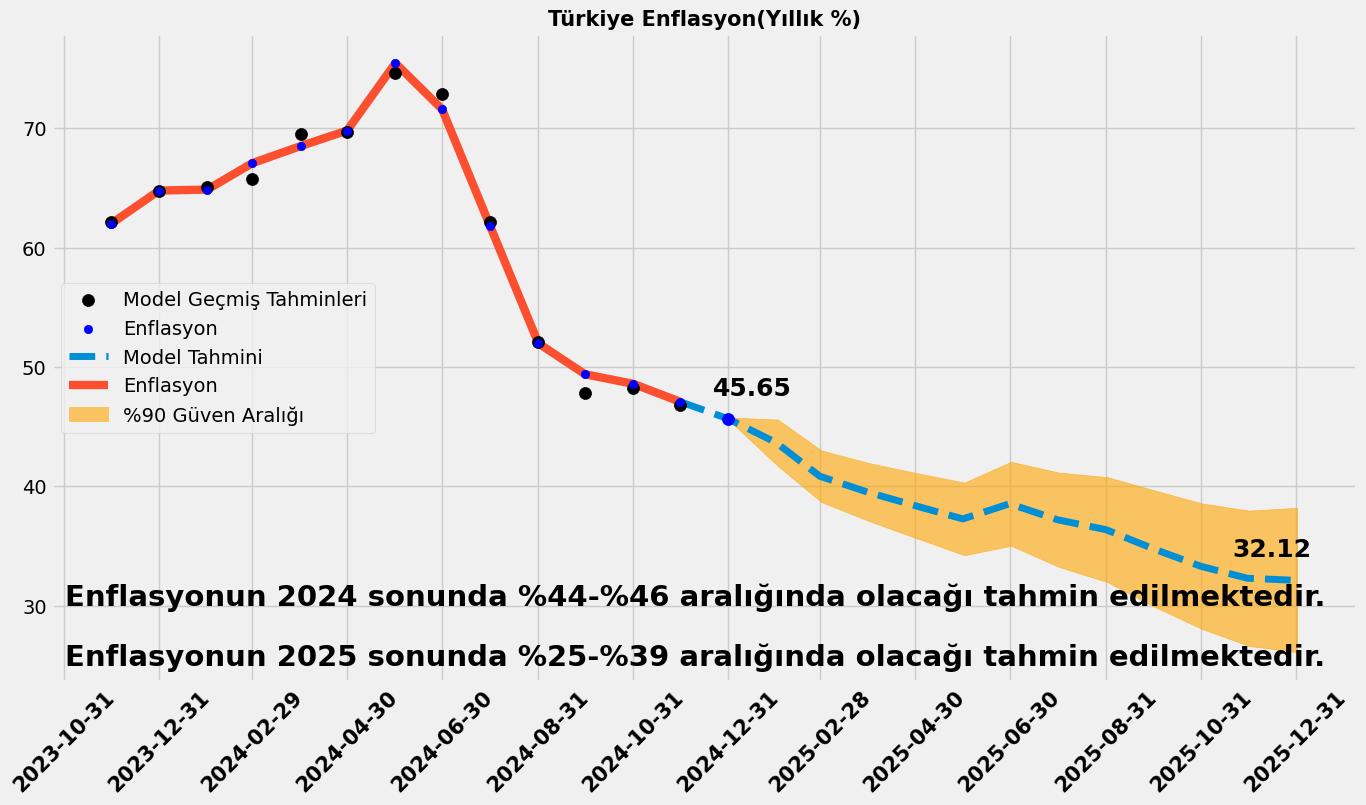 Türkiye Enflasyon(Yıllık %)
70
60
50
40
30
Model Geçmiş Tahminleri
Enflasyon
Model Tahmini
Enflasyon
%90 Güven Aralığı
45.65
32.12
Enflasyonun 2024 sonunda %44-%46 aralığında olacağı tahmin edilmektedir.
Enflasyonun 2025 sonunda %25-%39 aralığında olacağı tahmin edilmektedir.
2023-10-31
2023-12-31
2024-02-29
2024-04-30
2024-06-30
2024-08-31
2024-10-31
2024-12-31
2025-02-28
2025-04-30
2025-06-30
2025-08-31
2025-10-31
2025-12-31